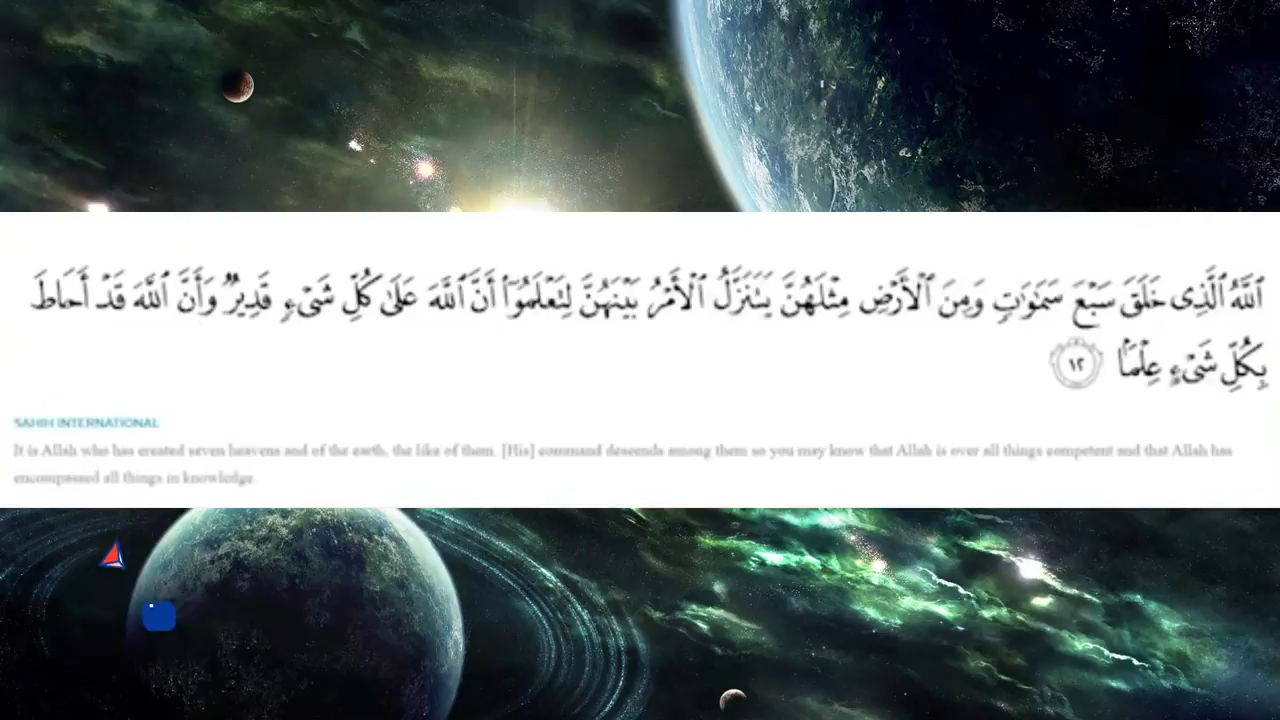 ٱللَّهُ ٱلَّذِى خَلَقَ سَبْعَ سَمَٰوَٰتٍ وَمِنَ ٱلْأَرْضِ مِثْلَهُنَّ يَتَنَزَّلُ ٱلْأَمْرُ بَيْنَهُنَّ لِتَعْلَمُوٓا۟ أَنَّ ٱللَّهَ عَلَىٰ كُلِّ شَىْءٍ قَدِيرٌ وَأَنَّ ٱللَّهَ قَدْ أَحَاطَ
بِكُلِّ شَىْءٍ عِلْمًۢا ١٢
SAHIH INTERNATIONAL
It is Allah who has created seven heavens and of the earth, the like of them. [His] command descends among them so you may know that Allah is over all things competent and that Allah has
encompassed all things in knowledge.